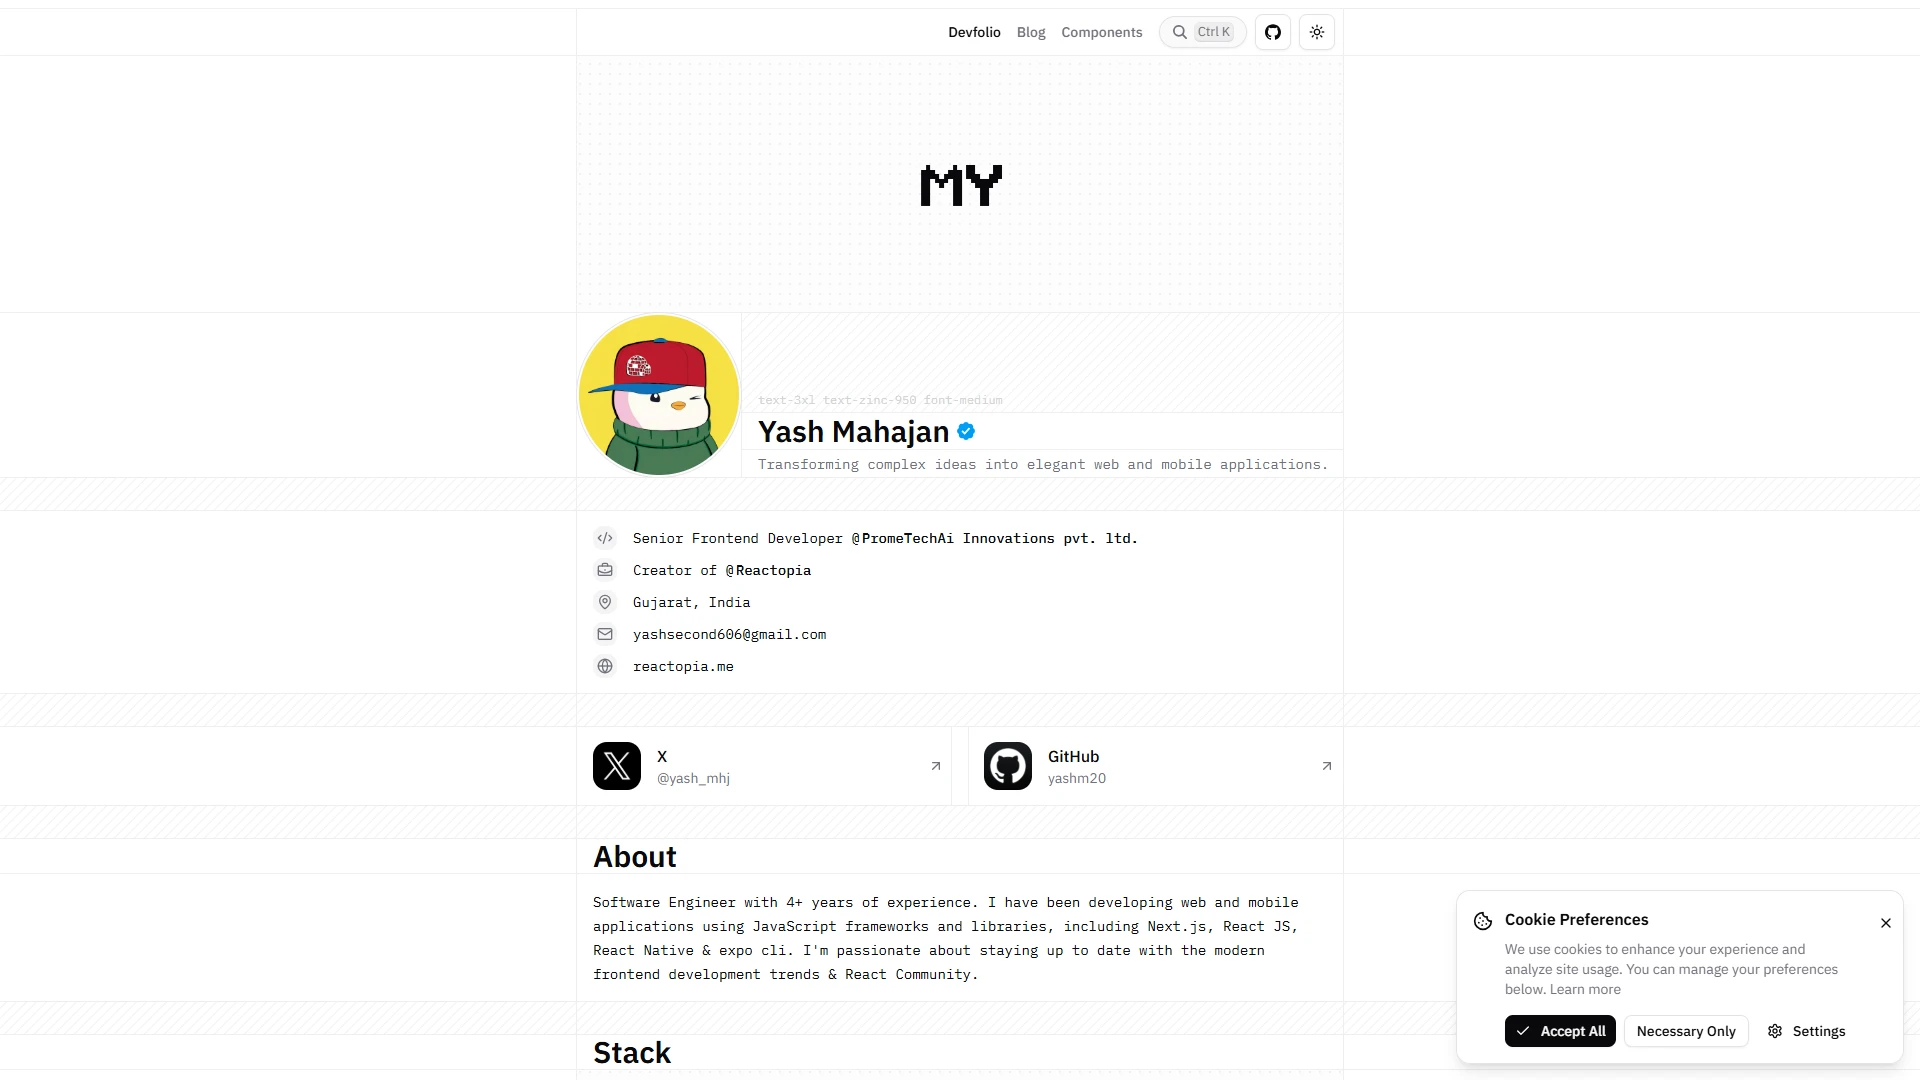 Devfolio
Blog
Components
Ctrl K
MY
text-3xl text-zinc-950 font-medium
Yash Mahajan
Transforming complex ideas into elegant web and mobile applications.
Senior Frontend Developer @PromeTechAi Innovations pvt. ltd.
Creator of @Reactopia
Gujarat, India
yashsecond606@gmail.com
reactopia.me
X
@yash_mhj
GitHub
yashm20
About
Software Engineer with 4+ years of experience. I have been developing web and mobile
applications using JavaScript frameworks and libraries, including Next.js, React JS,
React Native & expo cli. I'm passionate about staying up to date with the modern
frontend development trends & React Community.
Stack
Cookie Preferences
We use cookies to enhance your experience and
analyze site usage. You can manage your preferences
below. Learn more
Accept All
Necessary Only
Settings